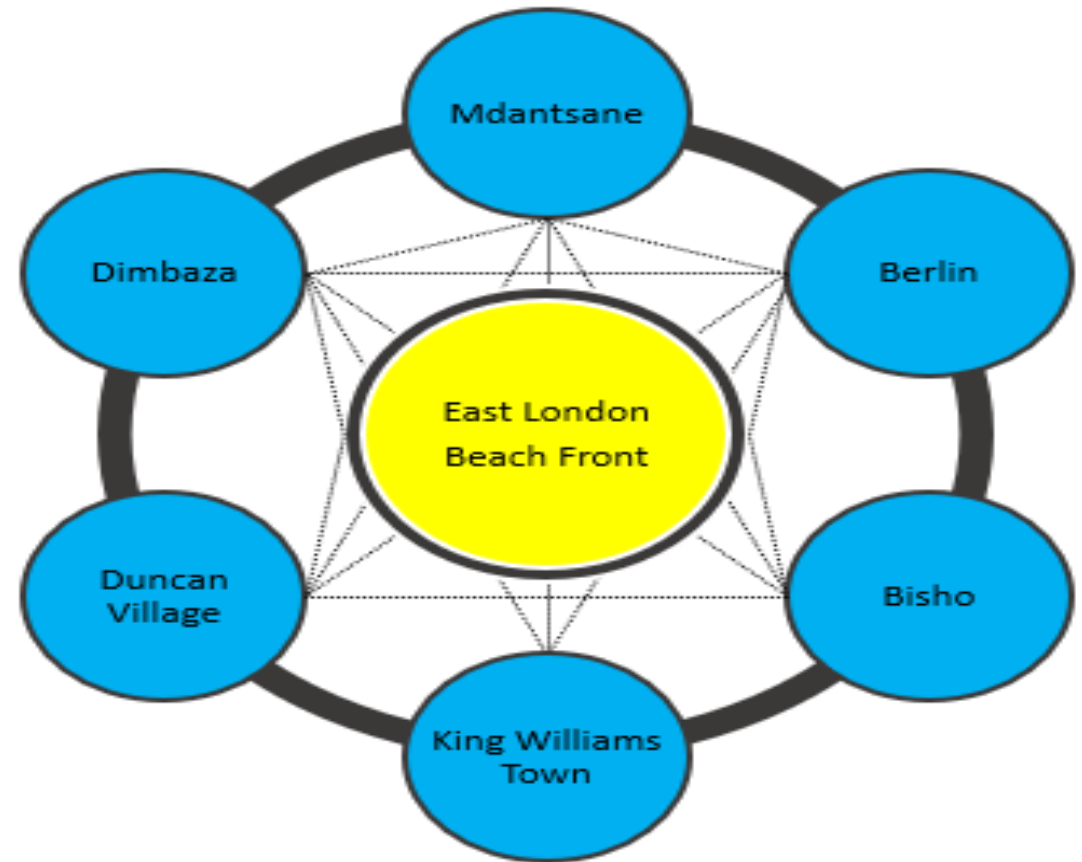 Mdantsane
Dimbaza
Berlin
East London
Beach Front
Duncan
Village
Bisho
King Williams
Town